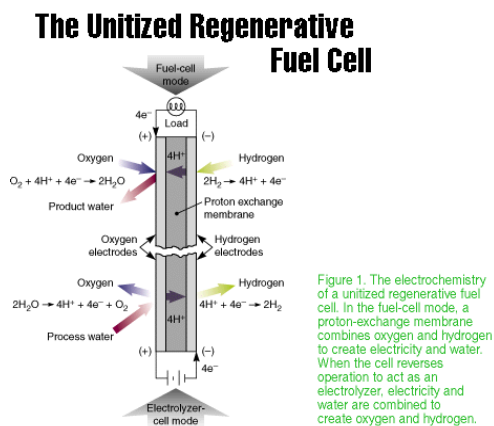 The Unitized Regenerative
Fuel Cell
Fuel-cell
mode
4e⁻
Load
(+) (–)
4H⁺
Oxygen Hydrogen
O₂ + 4H⁺ + 4e⁻ → 2H₂O 2H₂ → 4H⁺ + 4e⁻
Product water
Proton exchange
membrane
Oxygen
electrodes
Hydrogen
electrodes
Oxygen Hydrogen
2H₂O → 4H⁺ + 4e⁻ + O₂ 4H⁺ + 4e⁻ → 2H₂
4H⁺
Process water
(+) (–)
4e⁻
Electrolyzer-
cell mode
Figure 1. The electrochemistry
of a unitized regenerative fuel
cell. In the fuel-cell mode, a
proton-exchange membrane
combines oxygen and hydrogen
to create electricity and water.
When the cell reverses
operation to act as an
electrolyzer, electricity and
water are combined to
create oxygen and hydrogen.